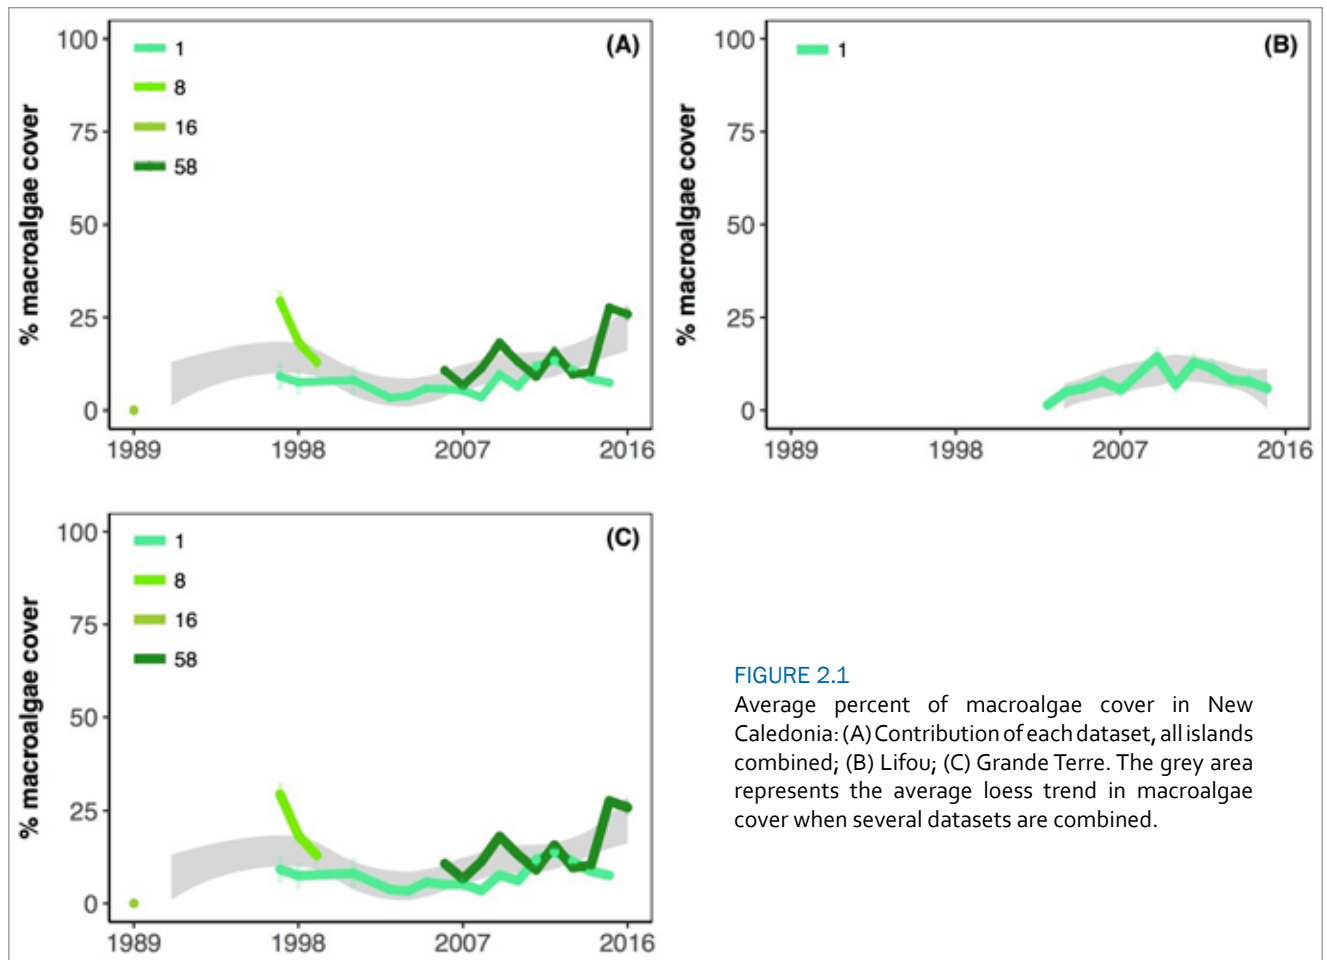 (A)
1
8
16
58
% macroalgae cover
100
75
50
25
0
1989 1998 2007 2016
(B)
1
% macroalgae cover
100
75
50
25
0
1989 1998 2007 2016
(C)
1
8
16
58
% macroalgae cover
100
75
50
25
0
1989 1998 2007 2016
FIGURE 2.1
Average percent of macroalgae cover in New
Caledonia: (A) Contribution of each dataset, all islands
combined; (B) Lifou; (C) Grande Terre. The grey area
represents the average loess trend in macroalgae
cover when several datasets are combined.